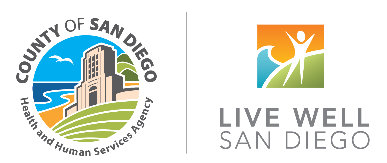 COUNTY OF SAN DIEGO
Health and Human Services Agency
LIVE WELL
SAN DIEGO